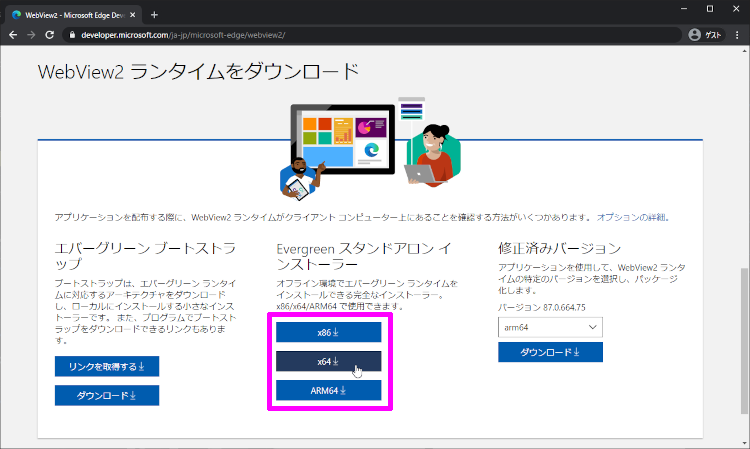 WebView2 - Microsoft Edge Dev
developer.microsoft.com/ja-jp/microsoft-edge/webview2/
ゲスト
WebView2 ランタイムをダウンロード
アプリケーションを配布する際に、WebView2 ランタイムがクライアント コンピューター上にあることを確認する方法がいくつかあります。 オプションの詳細。
エバーグリーン ブートストラ
ップ
ブートストラップは、エバーグリーン ランタイ
ムに対応するアーキテクチャをダウンロード
し、ローカルにインストールする小さなインス
トーラーです。 また、プログラムでブートスト
ラップをダウンロードできるリンクもありま
す。
リンクを取得する
ダウンロード
Evergreen スタンドアロン イ
ンストーラー
オフライン環境でエバーグリーン ランタイムを
インストールできる完全なインストーラー。
x86/x64/ARM64 で使用できます。
x86
x64
ARM64
修正済みバージョン
アプリケーションを使用して、WebView2 ランタ
イムの特定のバージョンを選択し、パッケージ
化します。
バージョン 87.0.664.75
arm64
ダウンロード